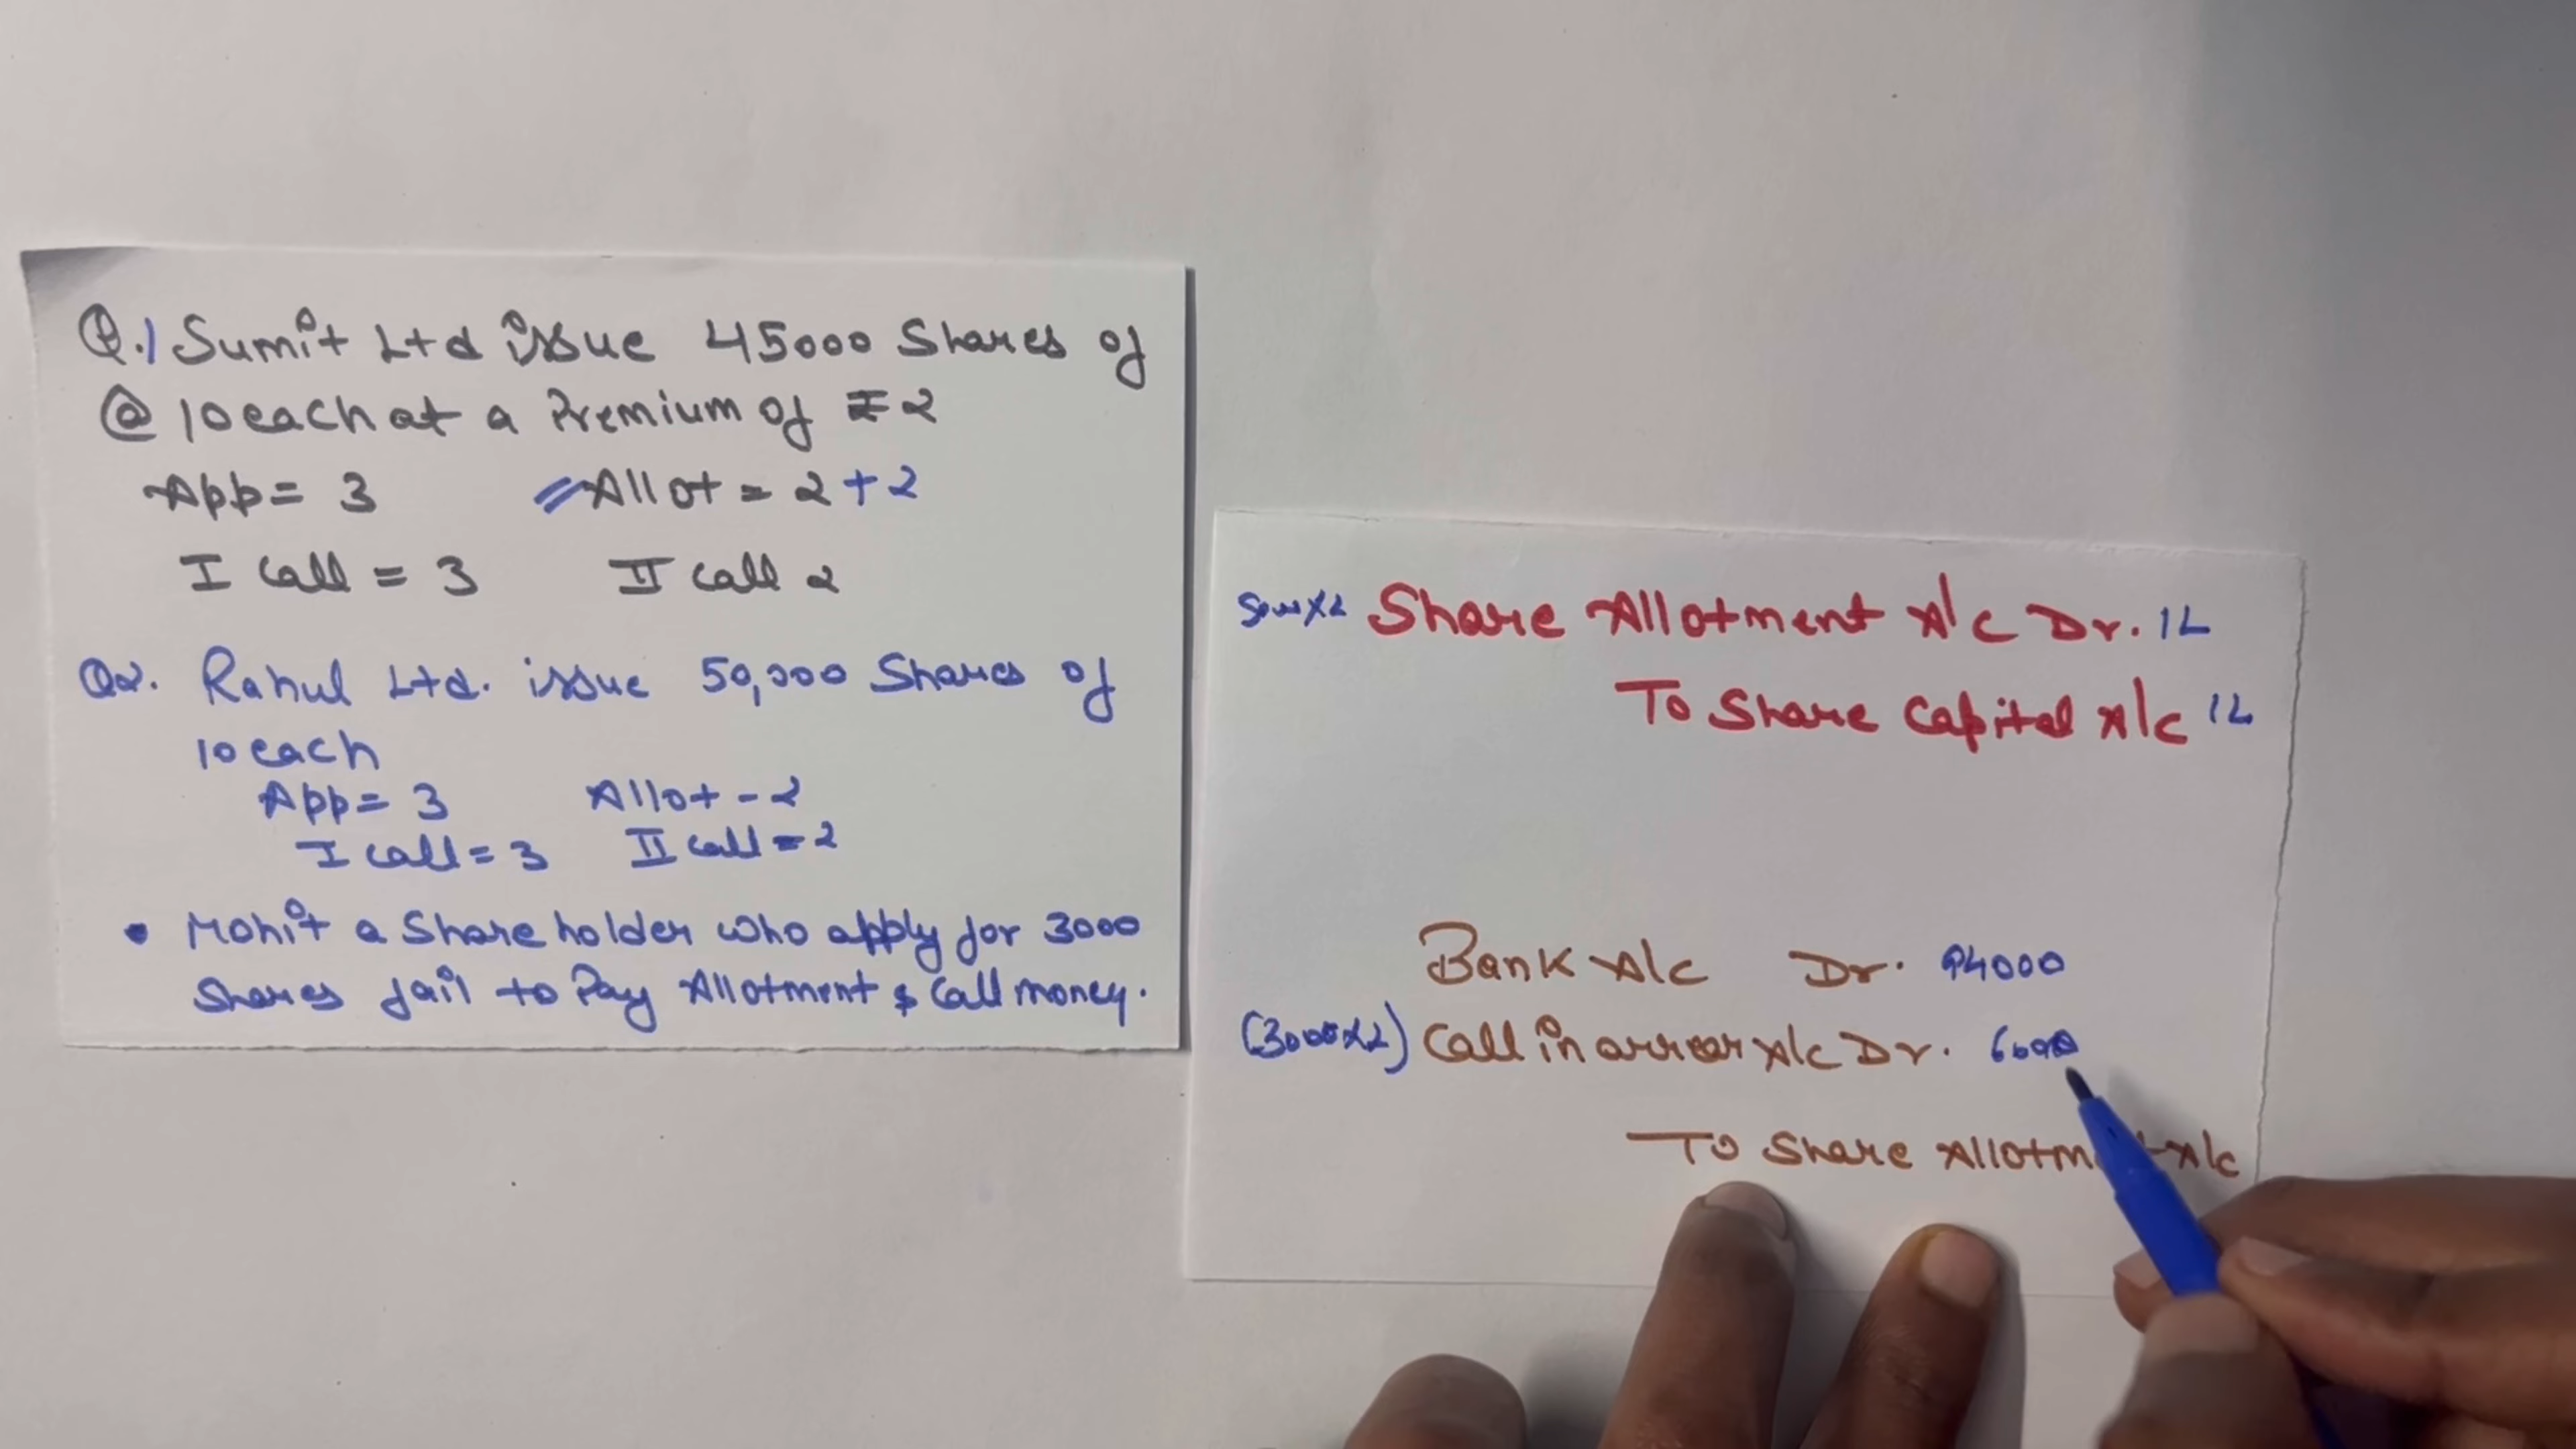 Q.1 Sumit Ltd issue 45000 Shares of
@ 10 each at a Premium of ₹2
App = 3 Allot = 2 + 2
I Call = 3 II Call 2
Q2. Rahul Ltd. issue 50,000 Shares of
10 each
App = 3 Allot - 2
I Call = 3 II Call = 2
• Mohit a Share holder who apply for 3000
Shares fail to Pay Allotment & Call money.
Share Allotment A/c Dr. 1L
To Share Capital A/c 1L
Bank A/c Dr. 94000
(3000x2) Call in arrear A/c Dr. 6000
To Share A/c